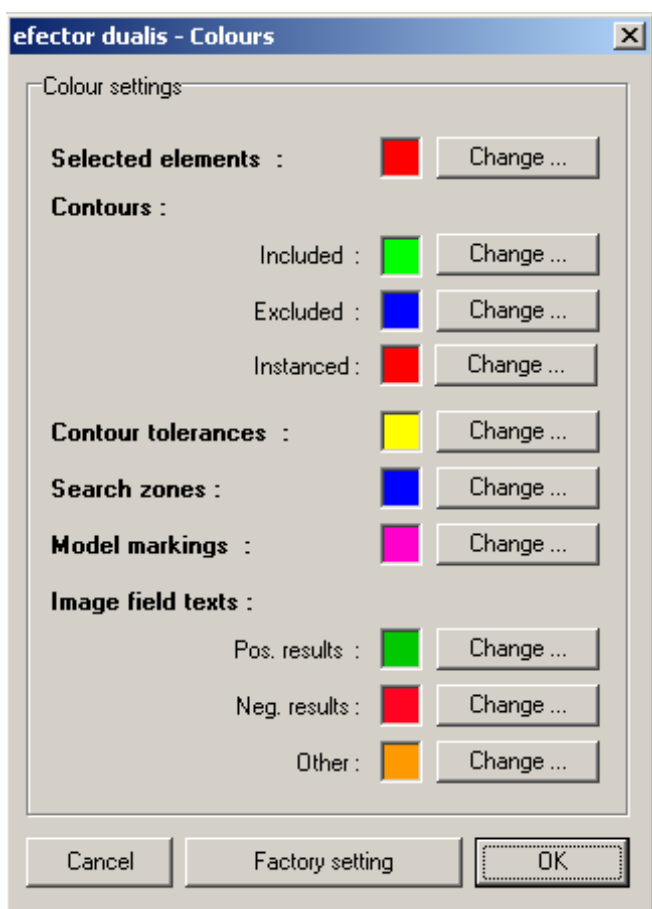 efector dualis - Colours
Colour settings
Selected elements : Change ...
Contours :
Included : Change ...
Excluded : Change ...
Instanced : Change ...
Contour tolerances : Change ...
Search zones : Change ...
Model markings : Change ...
Image field texts :
Pos. results : Change ...
Neg. results : Change ...
Other : Change ...
Cancel Factory setting OK